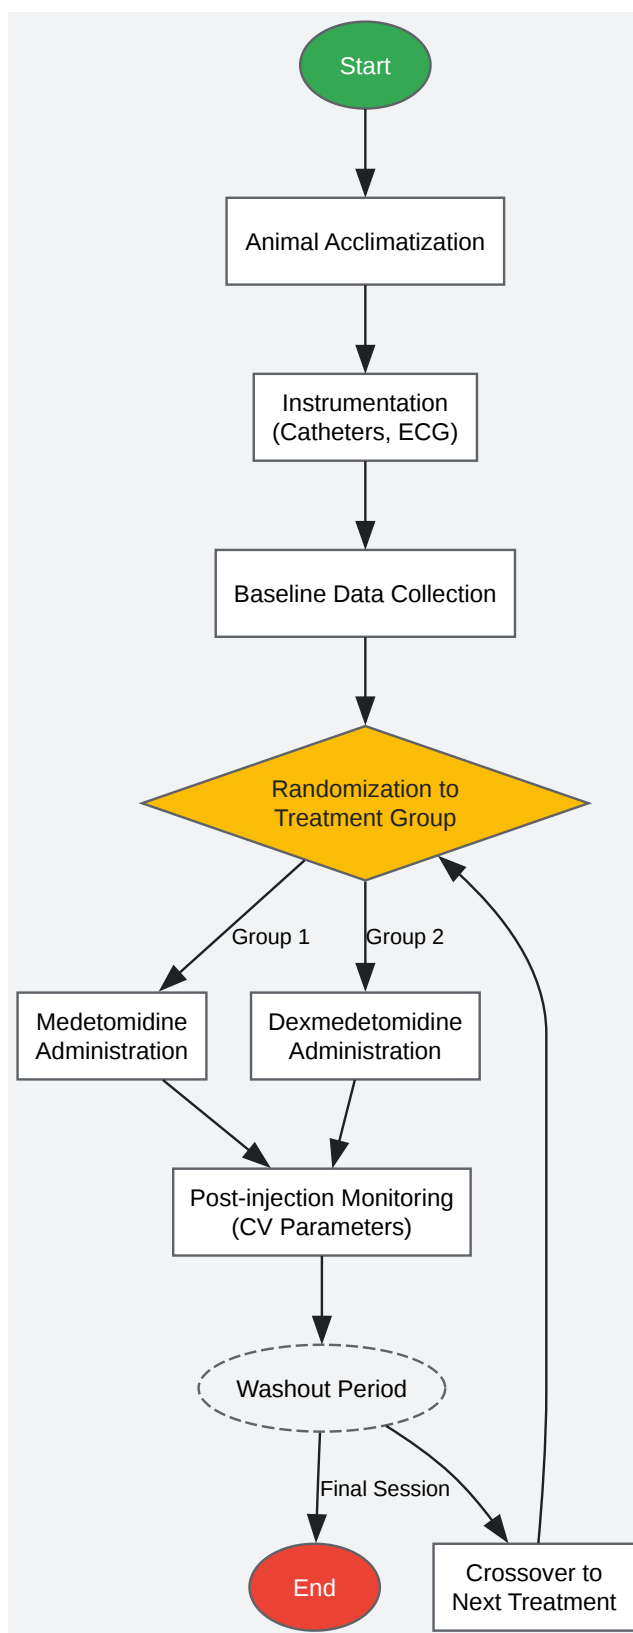 Start
Animal Acclimatization
Instrumentation
(Catheters, ECG)
Baseline Data Collection
Randomization to
Treatment Group
Group 1
Group 2
Medetomidine
Administration
Dexmedetomidine
Administration
Post-injection Monitoring
(CV Parameters)
Washout Period
Final Session
End
Crossover to
Next Treatment